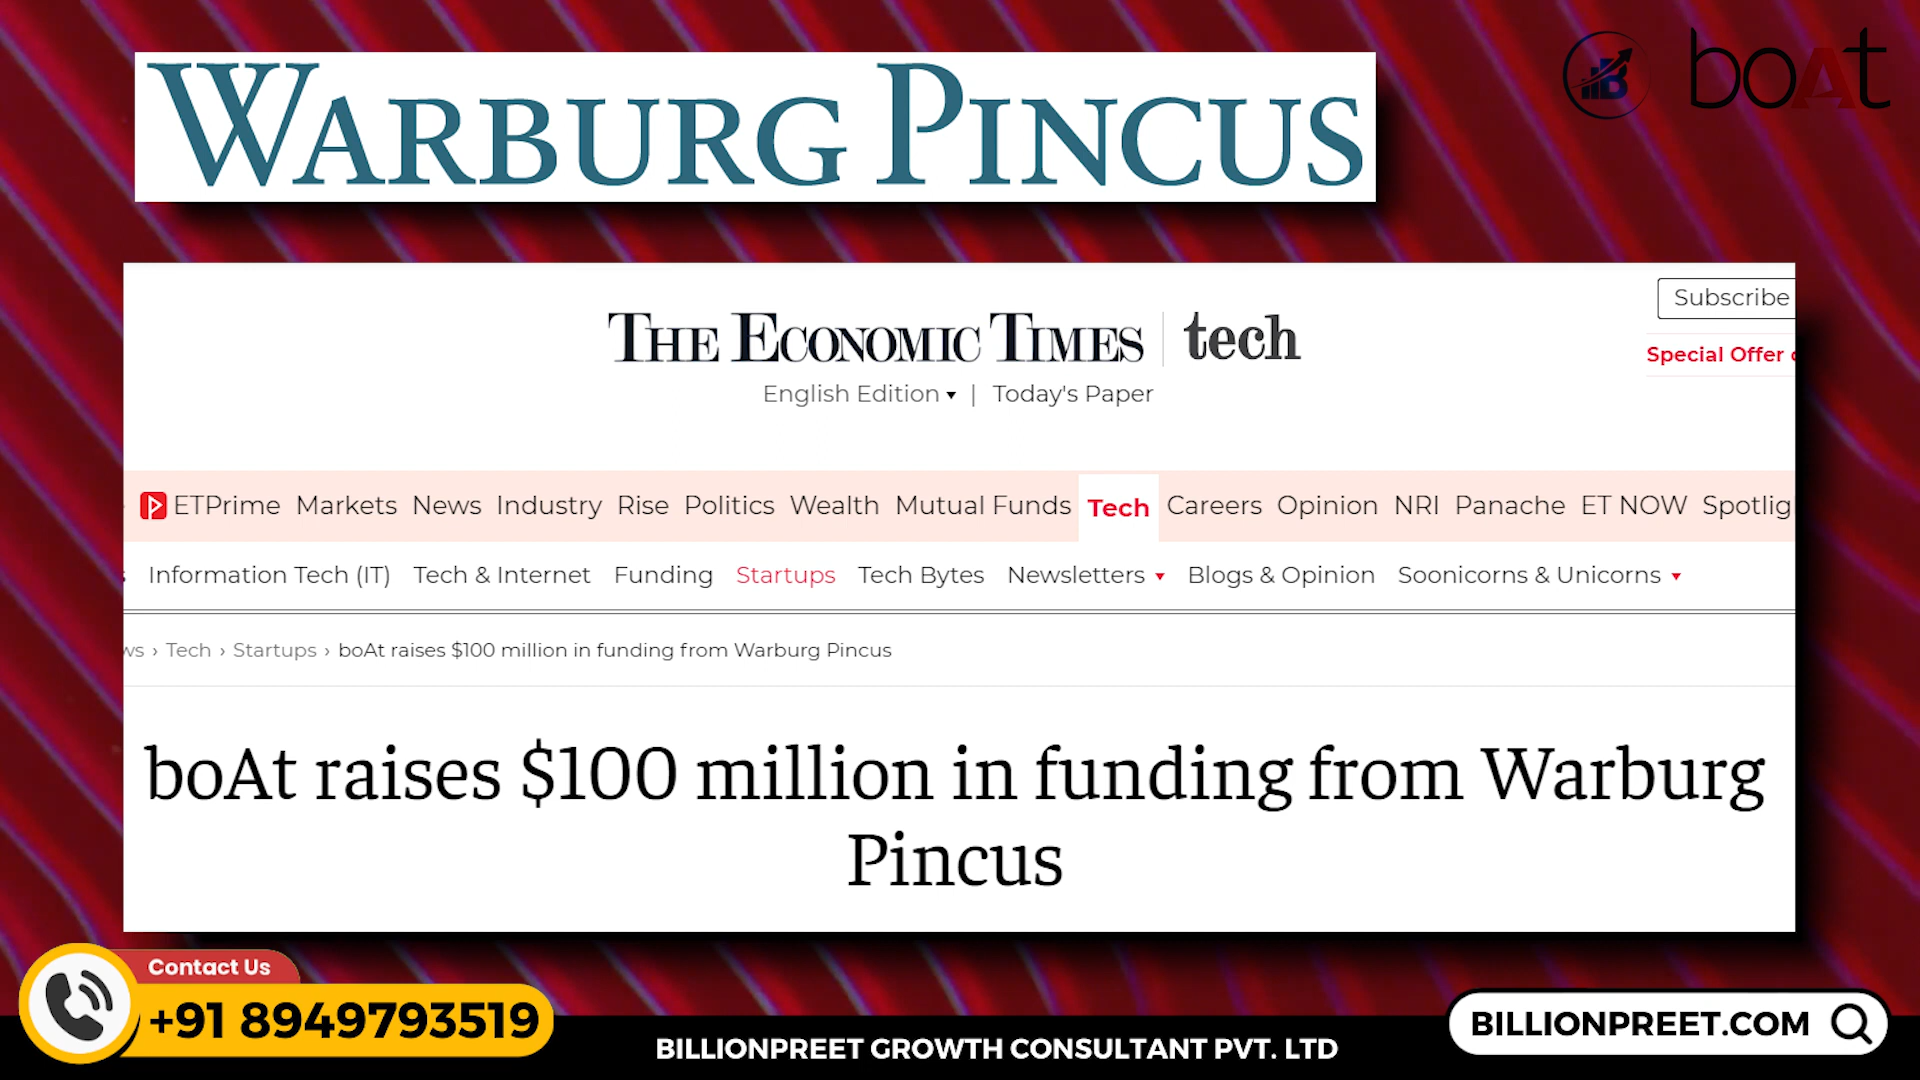 WARBURG PINCUS
boAt
B
THE ECONOMIC TIMES | tech
Subscribe
Special Offer
English Edition ▾ | Today's Paper
ETPrime Markets News Industry Rise Politics Wealth Mutual Funds Tech Careers Opinion NRI Panache ET NOW Spotlig
Information Tech (IT) Tech & Internet Funding Startups Tech Bytes Newsletters ▾ Blogs & Opinion Soonicorns & Unicorns ▾
ws › Tech › Startups › boAt raises $100 million in funding from Warburg Pincus
boAt raises $100 million in funding from Warburg
Pincus
Contact Us
+91 8949793519
BILLIONPREET GROWTH CONSULTANT PVT. LTD
BILLIONPREET.COM